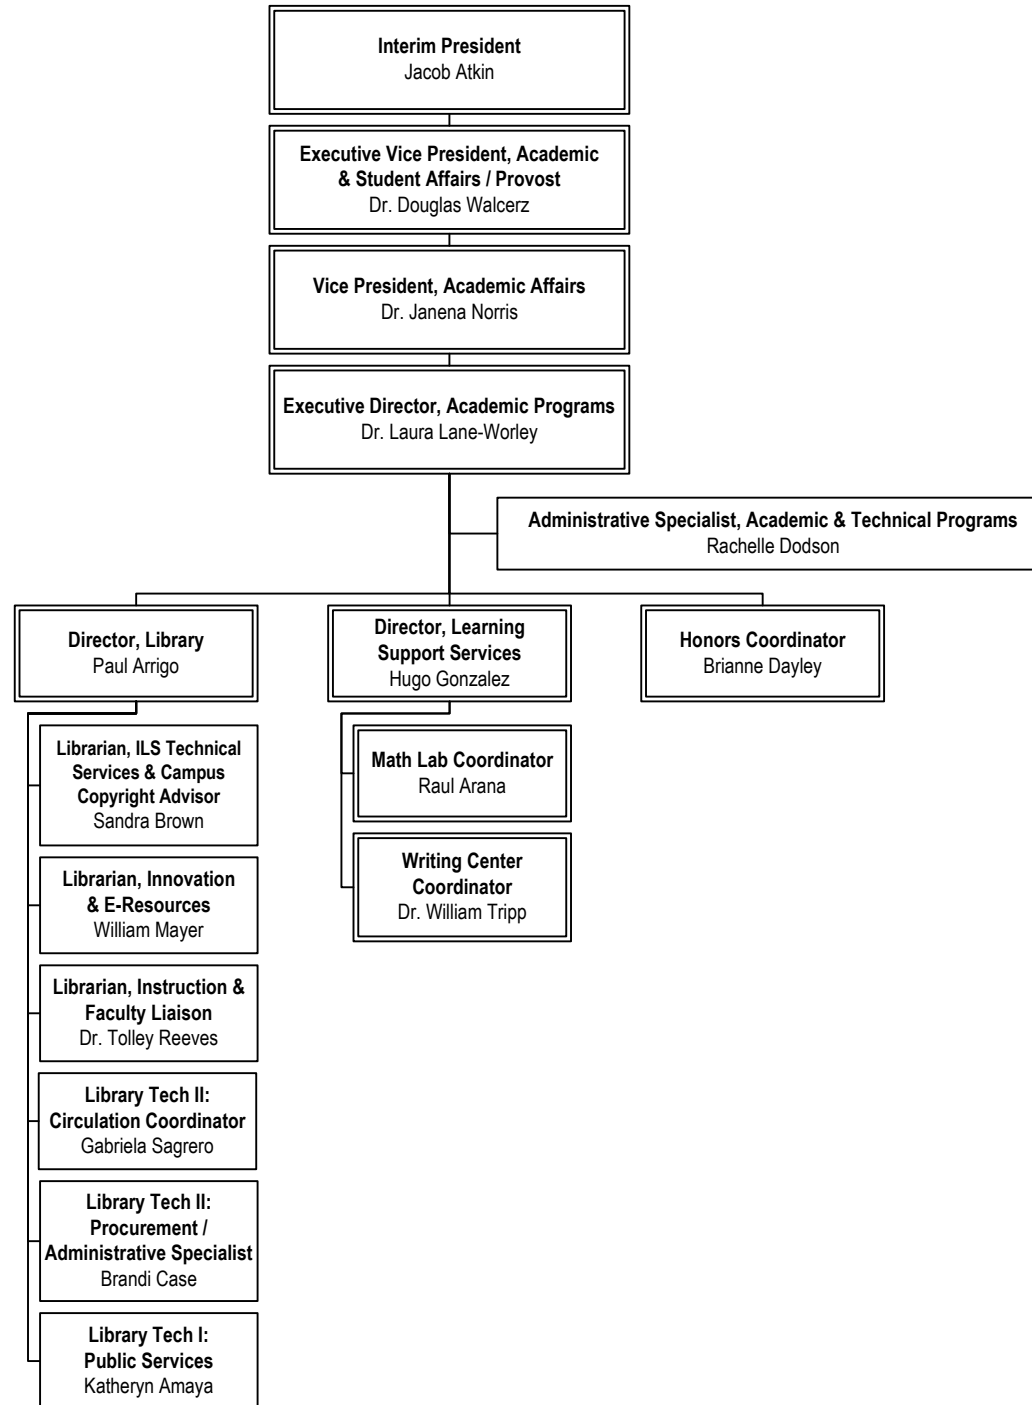 Interim President
Jacob Atkin
Executive Vice President, Academic
& Student Affairs / Provost
Dr. Douglas Walcerz
Vice President, Academic Affairs
Dr. Janena Norris
Executive Director, Academic Programs
Dr. Laura Lane-Worley
Administrative Specialist, Academic & Technical Programs
Rachelle Dodson
Director, Library
Paul Arrigo
Director, Learning
Support Services
Hugo Gonzalez
Honors Coordinator
Brianne Dayley
Librarian, ILS Technical
Services & Campus
Copyright Advisor
Sandra Brown
Librarian, Innovation
& E-Resources
William Mayer
Librarian, Instruction &
Faculty Liaison
Dr. Tolley Reeves
Library Tech II:
Circulation Coordinator
Gabriela Sagrero
Library Tech II:
Procurement /
Administrative Specialist
Brandi Case
Library Tech I:
Public Services
Katheryn Amaya
Math Lab Coordinator
Raul Arana
Writing Center
Coordinator
Dr. William Tripp